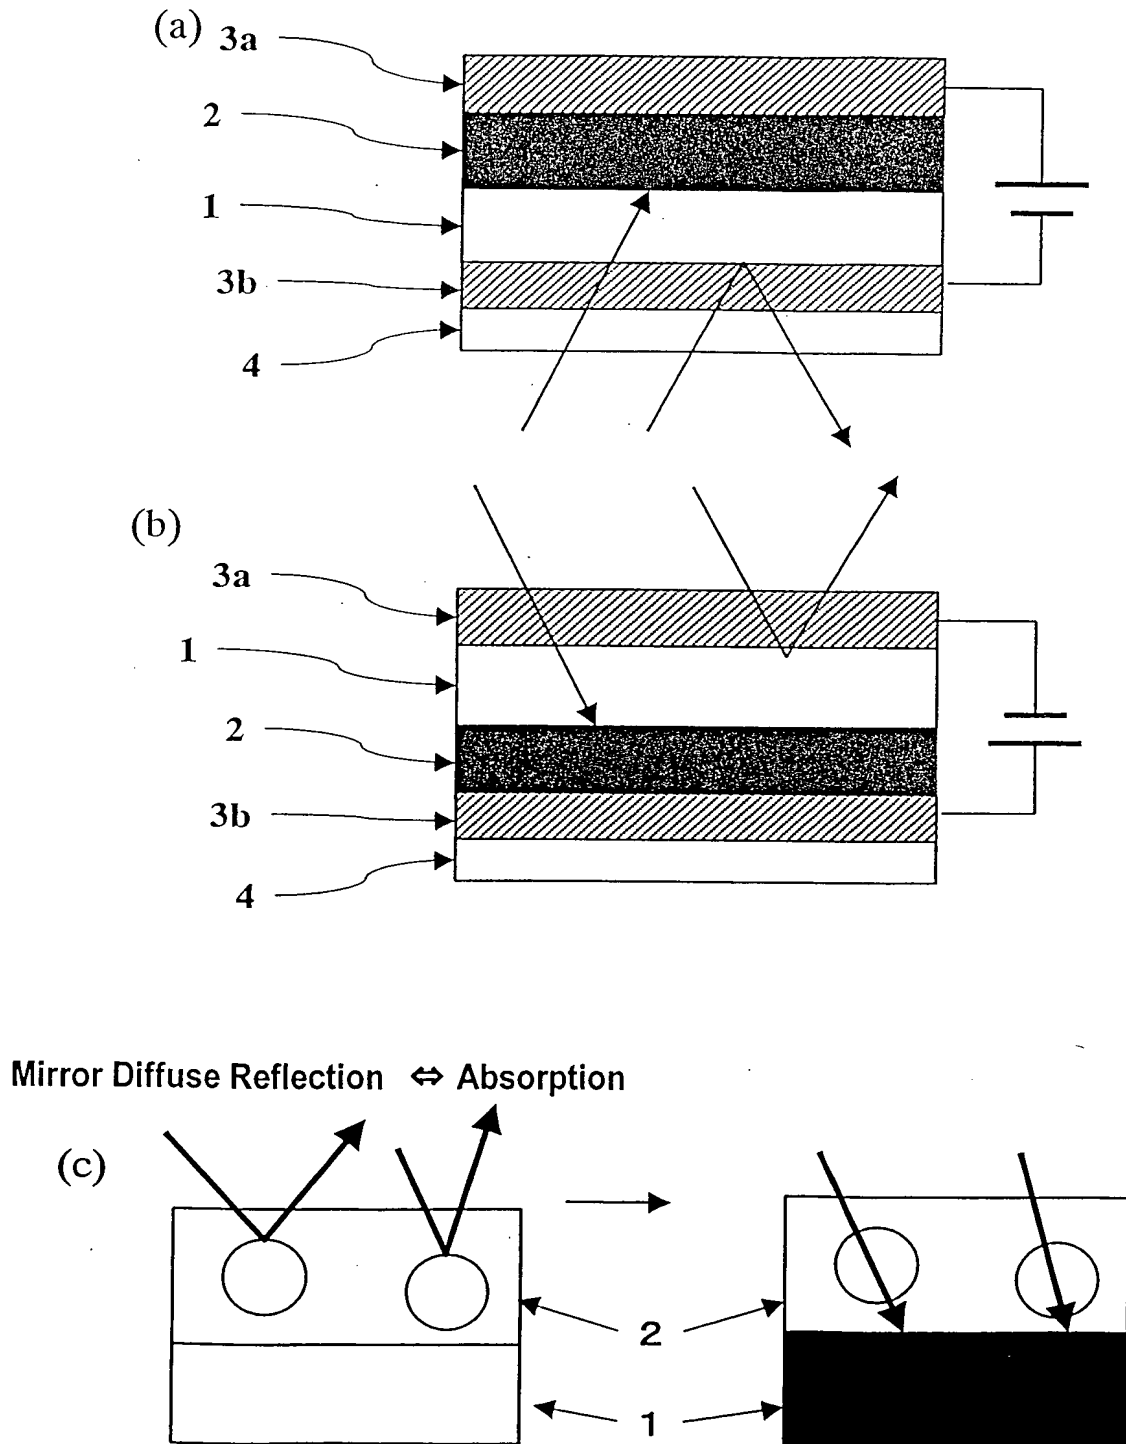 (a)
3a
2
1
3b
4
(b)
3a
1
2
3b
4
Mirror Diffuse Reflection ⇔ Absorption
(c)
2
1